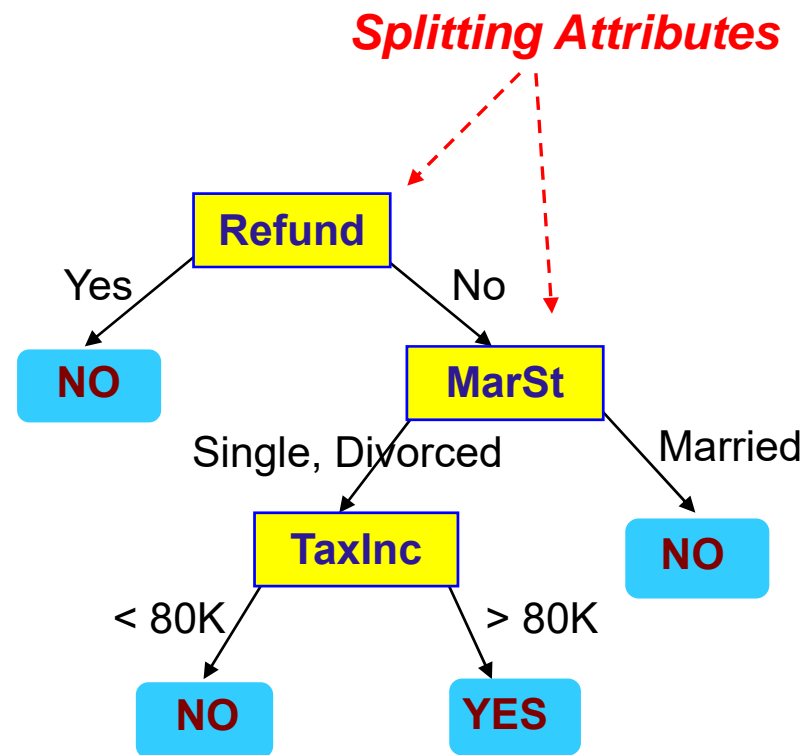 Splitting Attributes
Refund
Yes
No
NO
MarSt
Single, Divorced
Married
TaxInc
NO
< 80K
> 80K
NO
YES